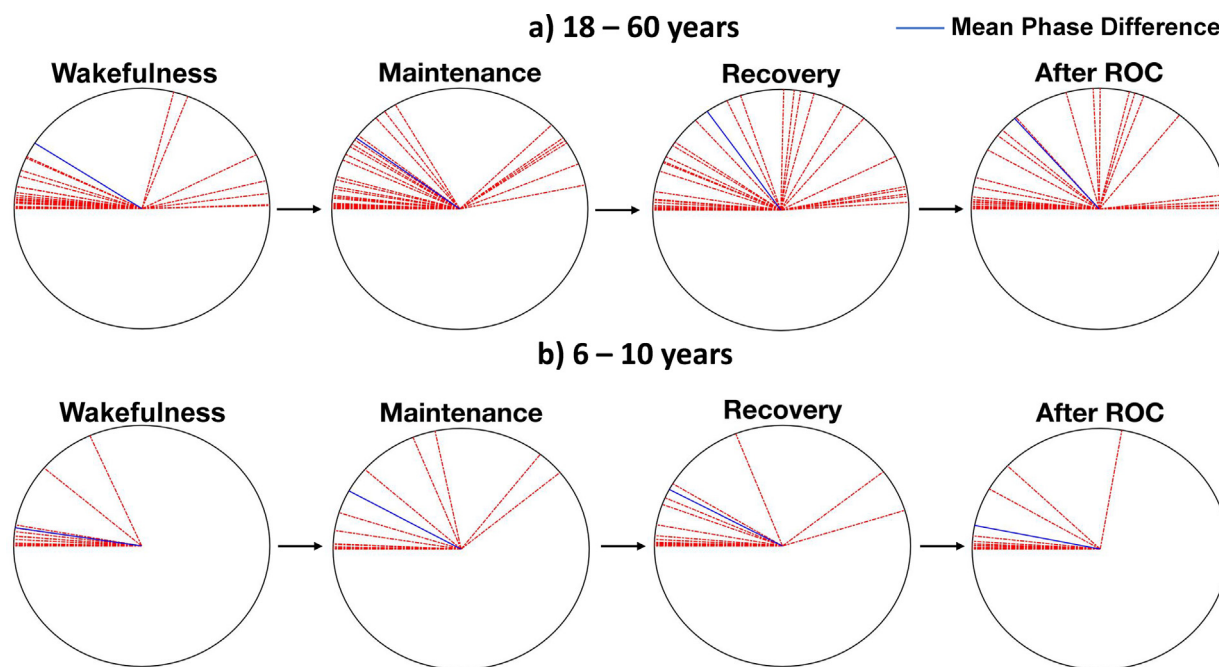 a) 18 – 60 years
Mean Phase Difference
Wakefulness
Maintenance
Recovery
After ROC
b) 6 – 10 years
Wakefulness
Maintenance
Recovery
After ROC